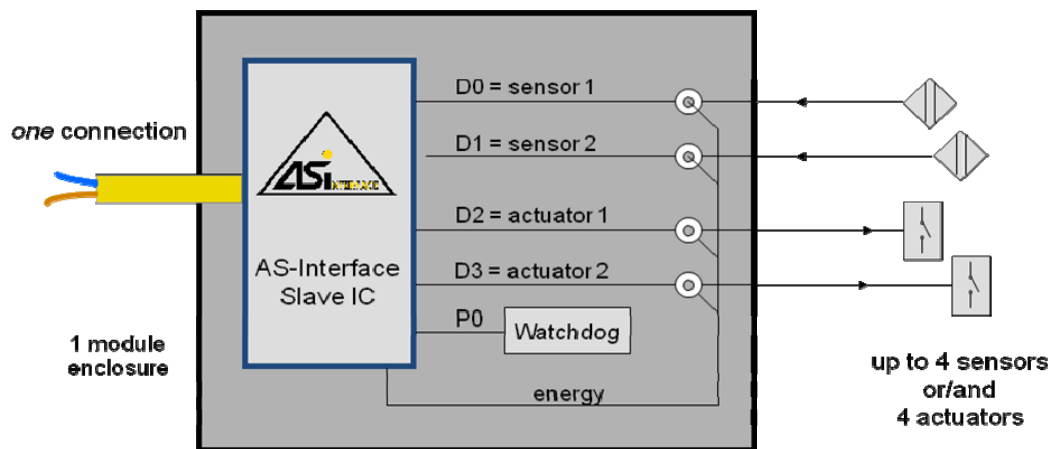 one connection
1 module
enclosure
ASi
INTERFACE
AS-Interface
Slave IC
D0 = sensor 1
D1 = sensor 2
D2 = actuator 1
D3 = actuator 2
P0
Watchdog
energy
up to 4 sensors
or/and
4 actuators